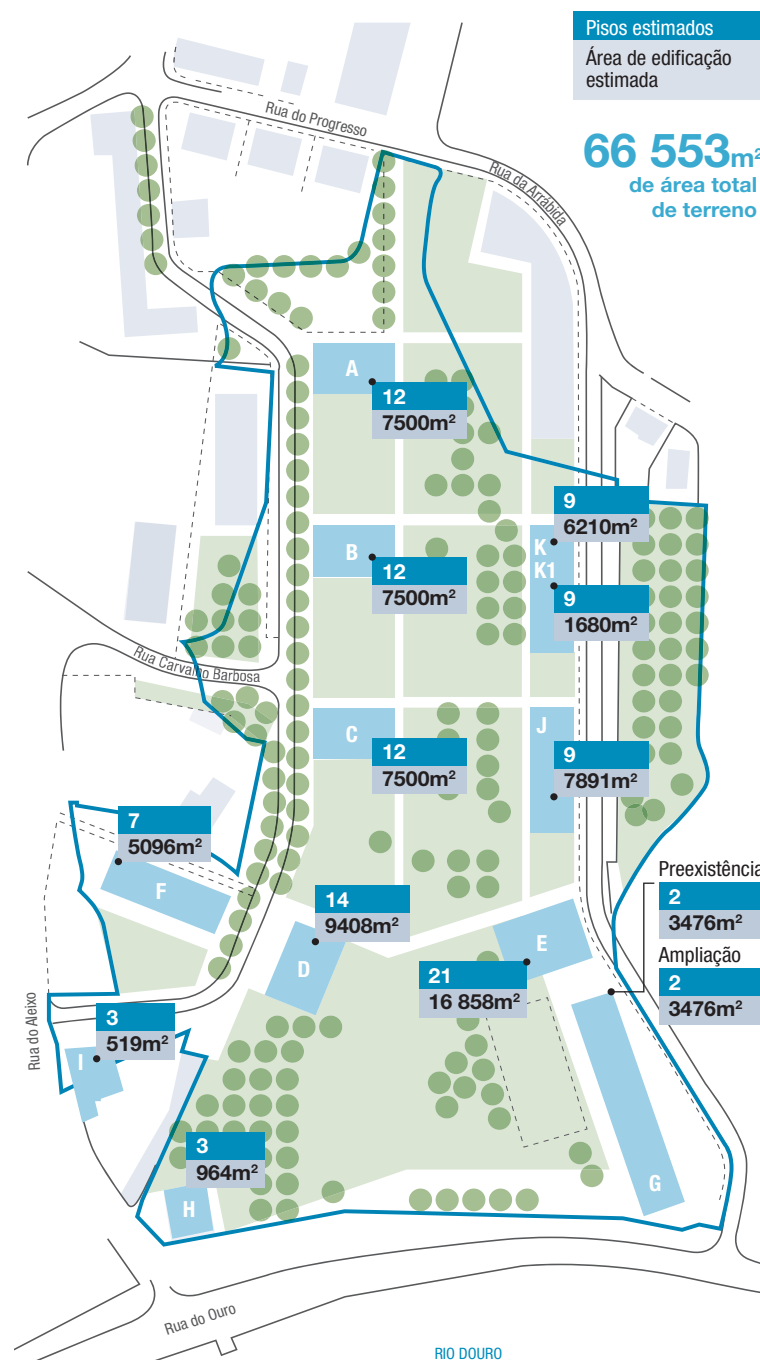 Pisos estimados
Área de edificação
estimada
66 553m²
de área total
de terreno
Rua do Progresso
Rua da Arrábida
A
12
7500m²
9
6210m²
K
K1
B
12
7500m²
9
1680m²
Rua Carvalho Barbosa
C
12
7500m²
J
9
7891m²
7
5096m²
F
14
9408m²
D
E
21
16 858m²
Preexistência
2
3476m²
Ampliação
2
3476m²
Rua do Aleixo
3
519m²
I
3
964m²
H
G
Rua do Ouro
RIO DOURO